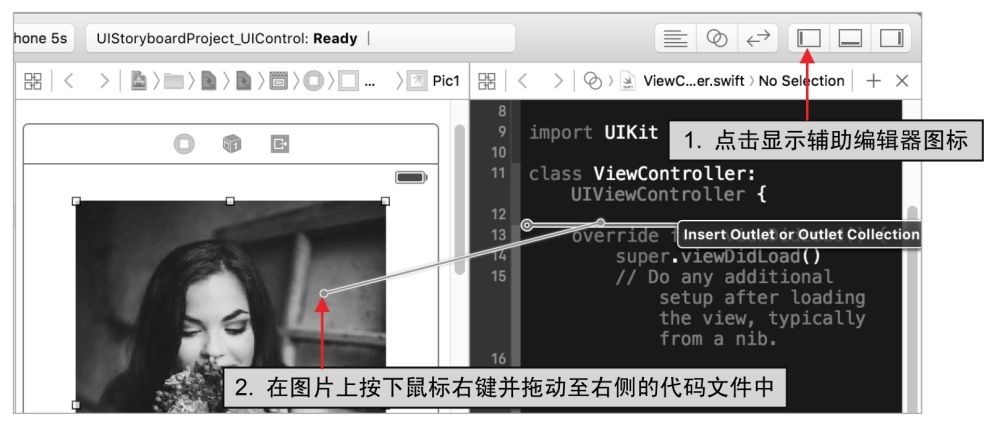 hone 5s
UIStoryboardProject_UIControl: Ready
... Pic1
ViewC...er.swift No Selection
1. 点击显示辅助编辑器图标
8
9 import UIKit
10
11 class ViewController:
UIViewController {
12
Insert Outlet or Outlet Collection
13 override f
14 super.viewDidLoad()
15 // Do any additional
setup after loading
the view, typically
from a nib.
16
2. 在图片上按下鼠标右键并拖动至右侧的代码文件中